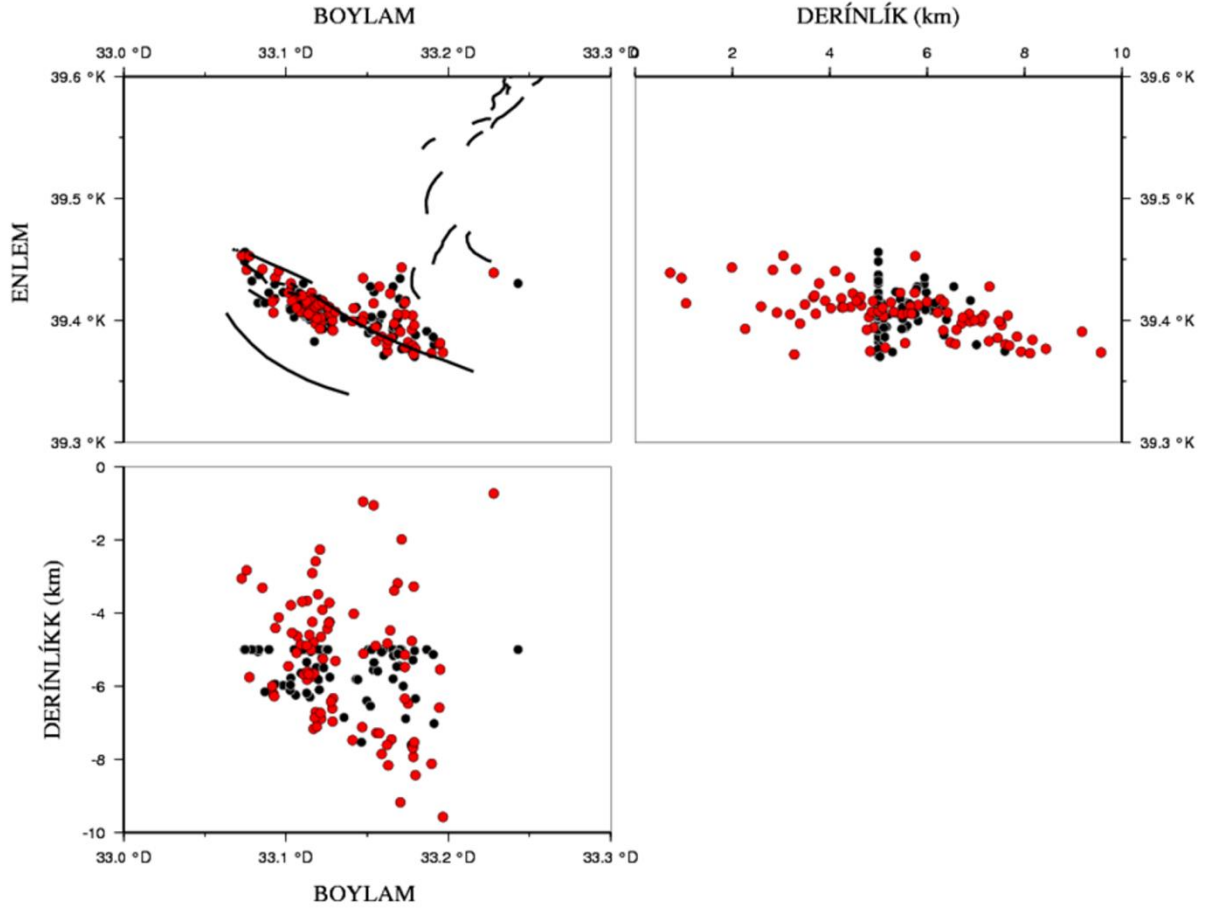 BOYLAM
DERÍNLÍK (km)
33.0 °D 33.1 °D 33.2 °D 33.3 °D
0 2 4 6 8 10
39.6 °K
39.5 °K
39.4 °K
39.3 °K
ENLEM
39.6 °K
39.5 °K
39.4 °K
39.3 °K
0
-2
-4
-6
-8
-10
DERÍNLÍKK (km)
33.0 °D 33.1 °D 33.2 °D 33.3 °D
BOYLAM